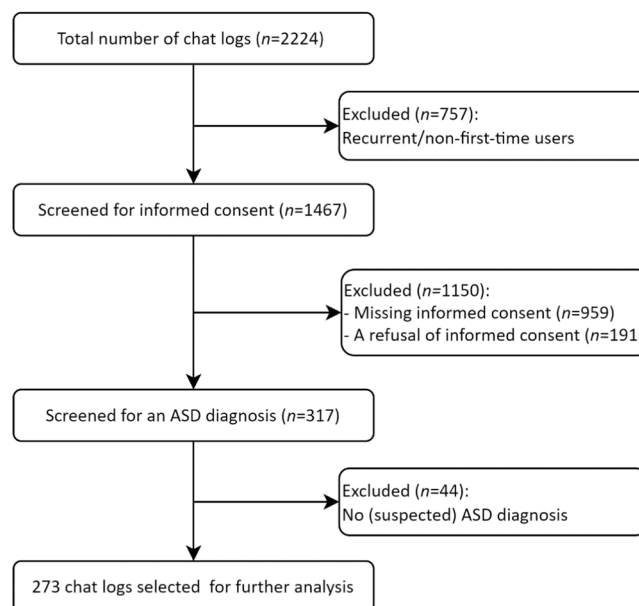 Total number of chat logs (n=2224)
Excluded (n=757):
Recurrent/non-first-time users
Screened for informed consent (n=1467)
Excluded (n=1150):
- Missing informed consent (n=959)
- A refusal of informed consent (n=191
Screened for an ASD diagnosis (n=317)
Excluded (n=44):
No (suspected) ASD diagnosis
273 chat logs selected  for further analysis